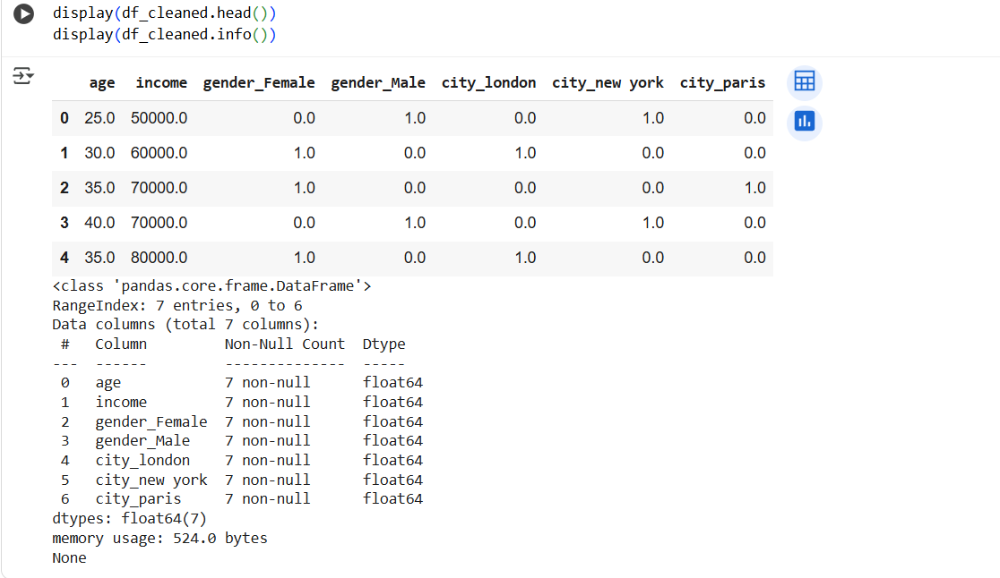 display(df_cleaned.head())
display(df_cleaned.info())
age income gender_Female gender_Male city_london city_new york city_paris
0 25.0 50000.0 0.0 1.0 0.0 1.0 0.0
1 30.0 60000.0 1.0 0.0 1.0 0.0 0.0
2 35.0 70000.0 1.0 0.0 0.0 0.0 1.0
3 40.0 70000.0 0.0 1.0 0.0 1.0 0.0
4 35.0 80000.0 1.0 0.0 1.0 0.0 0.0
<class 'pandas.core.frame.DataFrame'>
RangeIndex: 7 entries, 0 to 6
Data columns (total 7 columns):
 #   Column         Non-Null Count  Dtype
---  ------         --------------  -----
 0   age            7 non-null      float64
 1   income         7 non-null      float64
 2   gender_Female  7 non-null      float64
 3   gender_Male    7 non-null      float64
 4   city_london    7 non-null      float64
 5   city_new york  7 non-null      float64
 6   city_paris     7 non-null      float64
dtypes: float64(7)
memory usage: 524.0 bytes
None